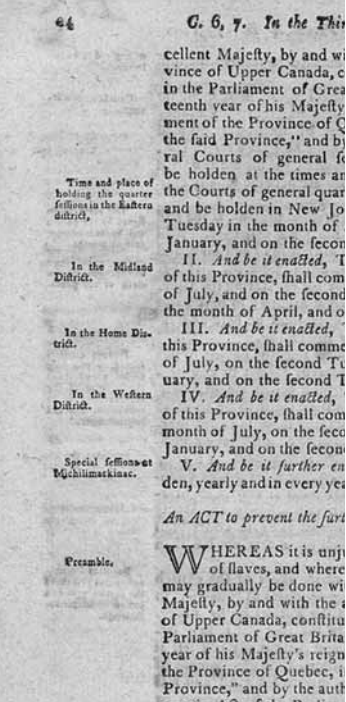 24
C. 6, 7. In the Thir
cellent Majeſty, by and wi
vince of Upper Canada, c
in the Parliament of Grea
teenth year of his Majeſty
ment of the Province of Q
the ſaid Province," and by
ral Courts of general ſe
be holden at the times an
the Courts of general quar
and be holden in New Jo
Tuesday in the month of
January, and on the ſecon
II. And be it enacted, T
of this Province, ſhall com
of July, and on the ſecond
the month of April, and o
III. And be it enacted,
this Province, ſhall comme
of July, on the ſecond Tu
uary, and on the ſecond T
IV. And be it enacted,
of this Province, ſhall com
month of July, on the ſeco
January, and on the ſecond
V. And be it further en
den, yearly and in every yea
An ACT to prevent the furt
WHEREAS it is unju
of ſlaves, and where
may gradually be done wi
Majeſty, by and with the a
of Upper Canada, conſtitu
Parliament of Great Brita
year of his Majeſty's reign
the Province of Quebec, i
Province," and by the auth
Time and place of
holding the quarter
ſeſſions in the Eaſtern
diſtrict,
In the Midland
Diſtrict.
In the Home Diſ-
trict.
In the Weſtern
Diſtrict.
Special ſeſſions at
Michilimackinac.
Preamble.